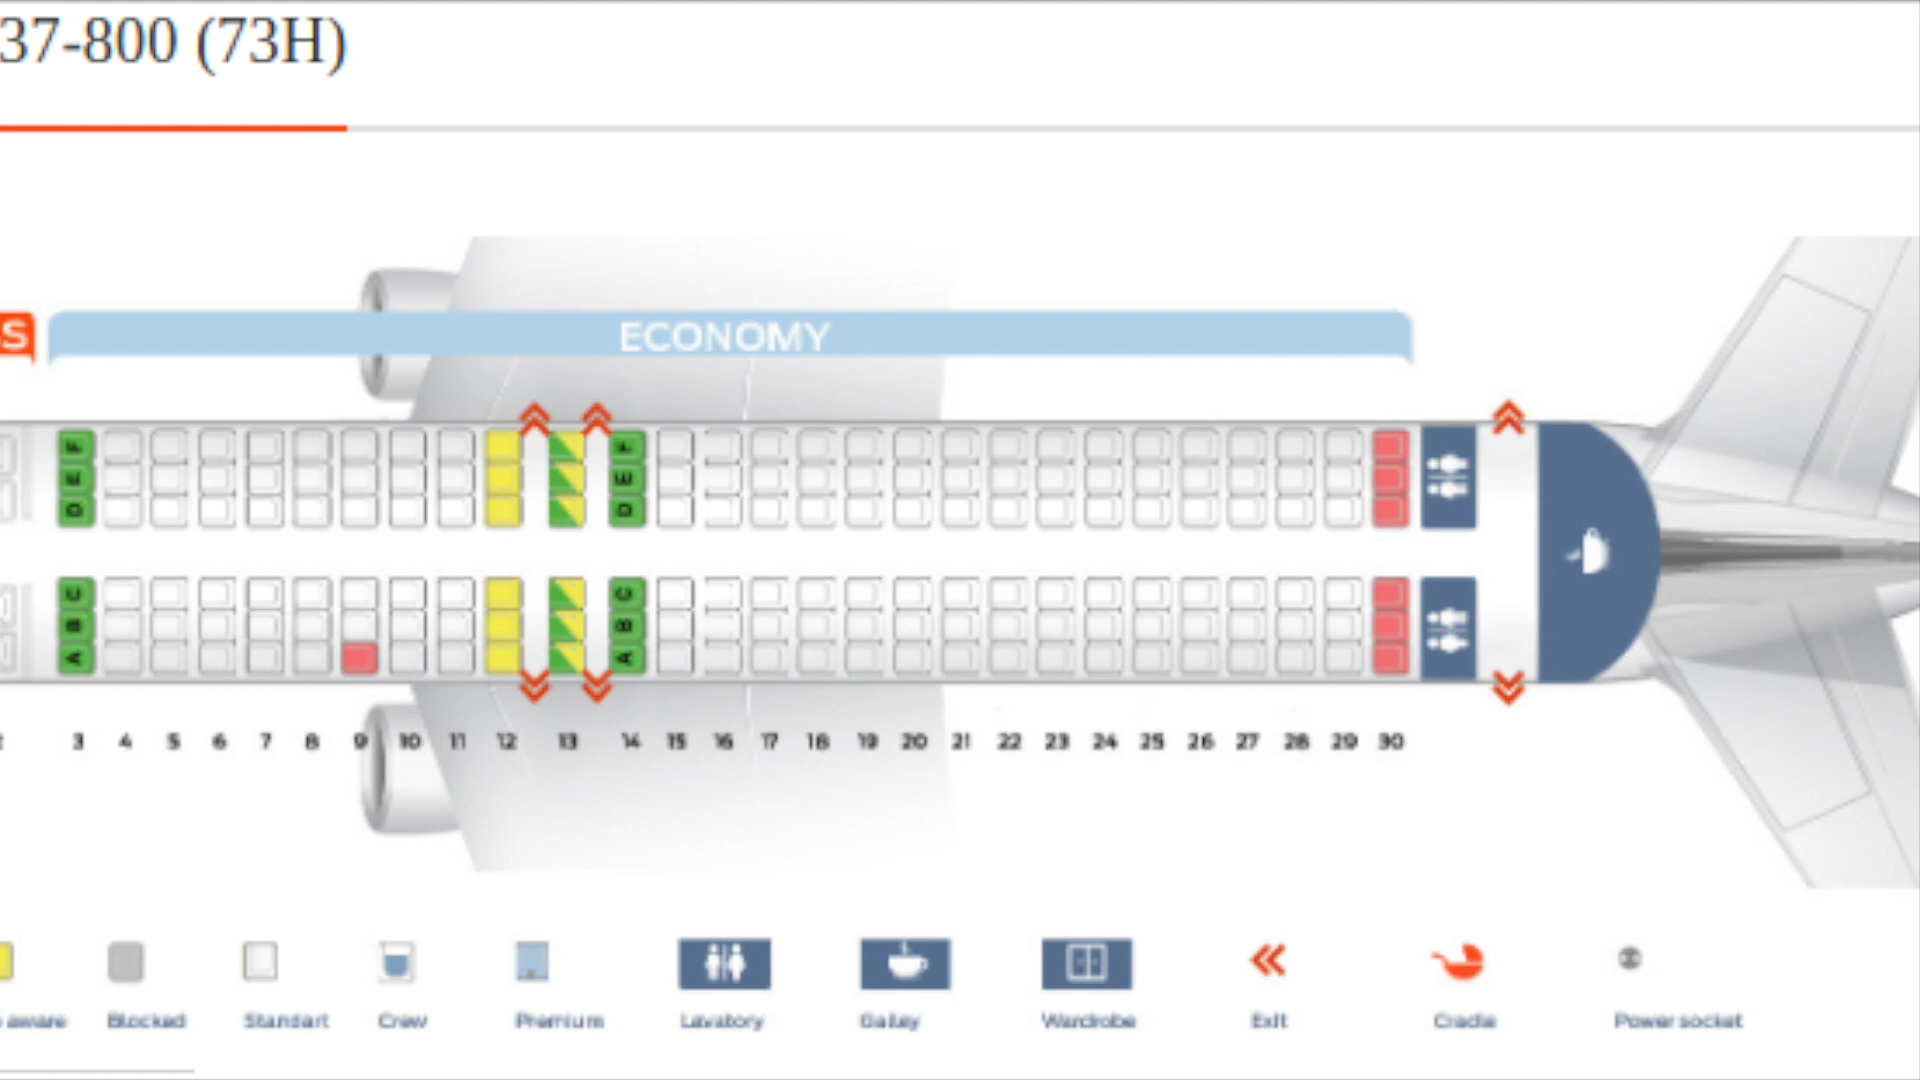 37-800 (73H)
S
ECONOMY
F F
E E
D D
C C
B B
A A
3 4 5 6 7 8 9 10 11 12 13 14 15 16 17 18 19 20 21 22 23 24 25 26 27 28 29 30
aware Blocked Standart Crew Premium Lavatory Galley Wardrobe Exit Cradle Power socket